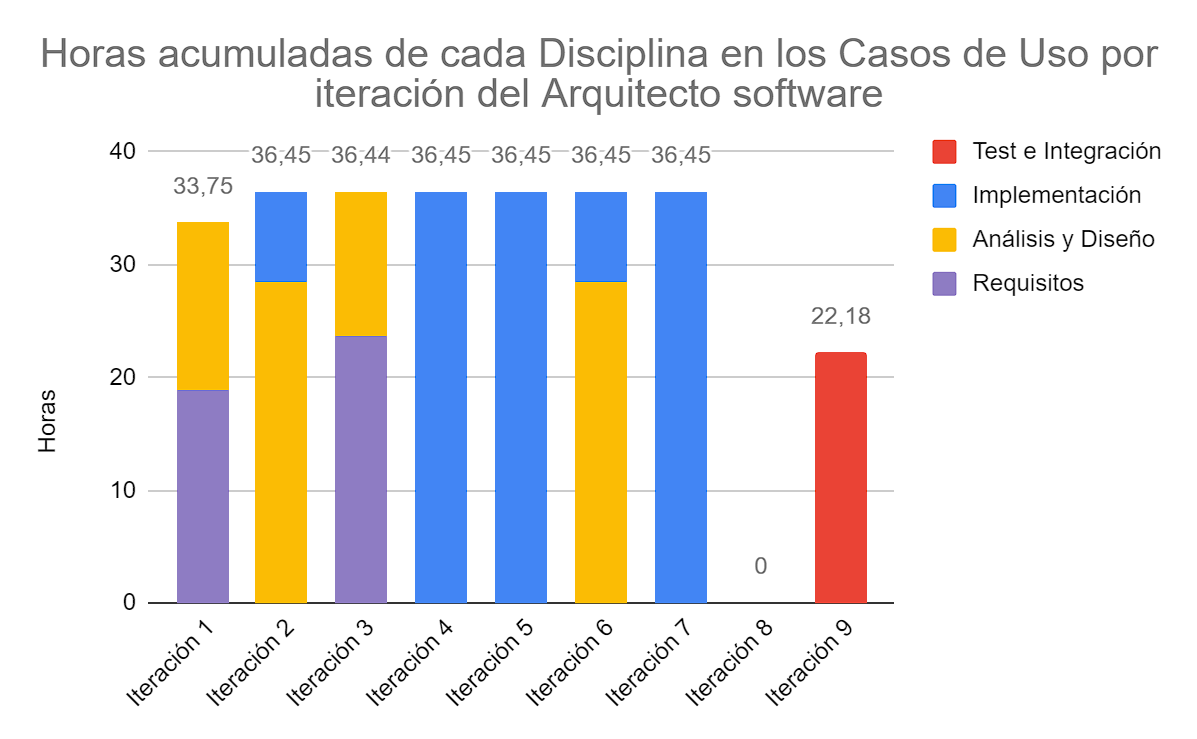 Horas acumuladas de cada Disciplina en los Casos de Uso por
iteración del Arquitecto software
Horas
40
30
20
10
0
33,75
36,45
36,44
36,45
36,45
36,45
36,45
0
22,18
Iteración 1
Iteración 2
Iteración 3
Iteración 4
Iteración 5
Iteración 6
Iteración 7
Iteración 8
Iteración 9
Test e Integración
Implementación
Análisis y Diseño
Requisitos